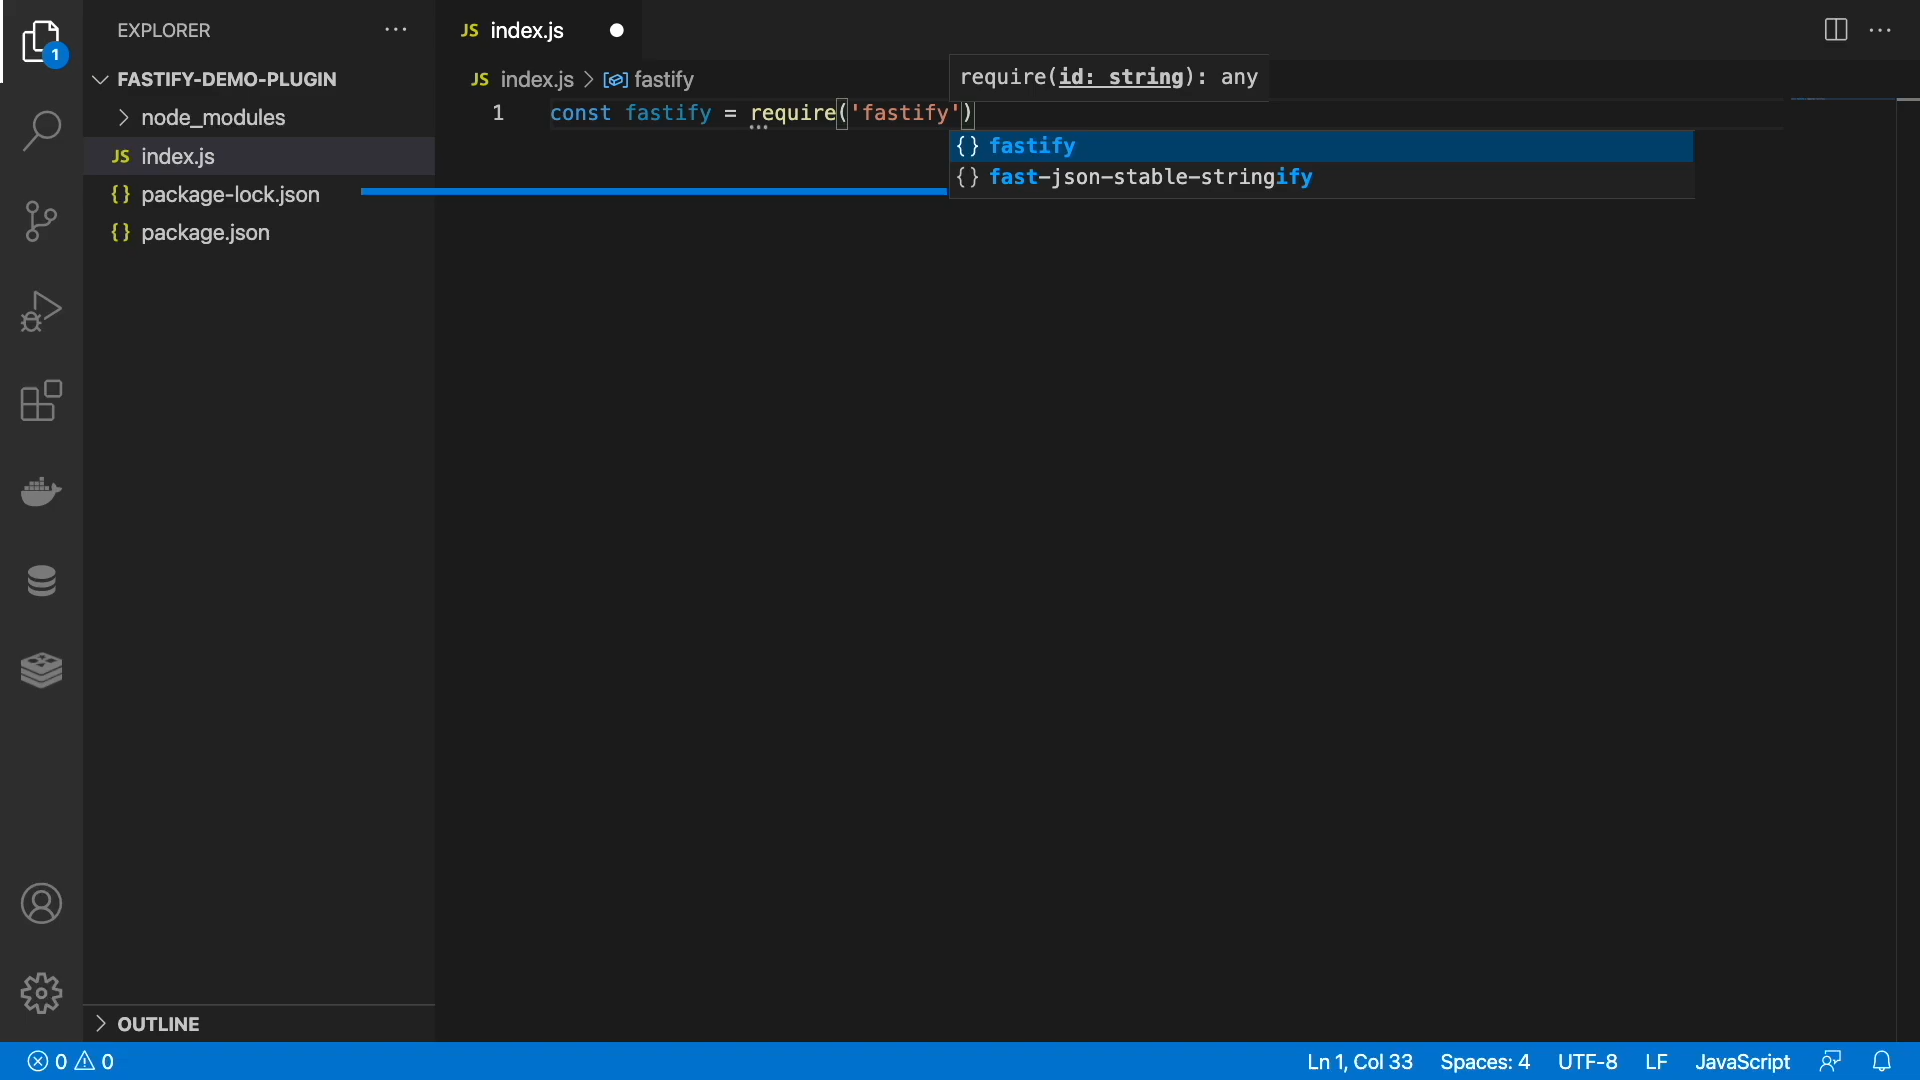 1
EXPLORER
JS index.js
FASTIFY-DEMO-PLUGIN
node_modules
JS index.js
{} package-lock.json
{} package.json
OUTLINE
JS index.js > fastify
require(id: string): any
1 const fastify = require('fastify')
{} fastify
{} fast-json-stable-stringify
0 0
Ln 1, Col 33
Spaces: 4
UTF-8
LF
JavaScript